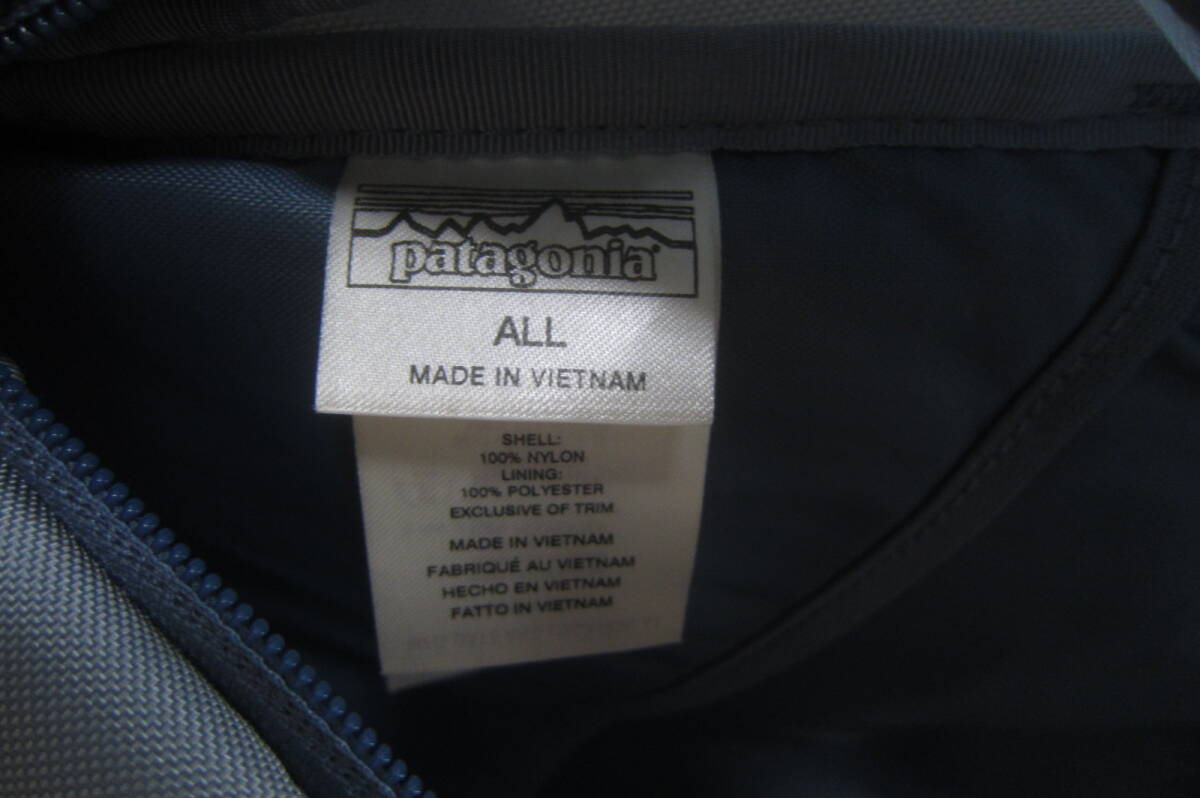 patagonia
ALL
MADE IN VIETNAM
SHELL:
100% NYLON
LINING:
100% POLYESTER
EXCLUSIVE OF TRIM
MADE IN VIETNAM
FABRIQUÉ AU VIETNAM
HECHO EN VIETNAM
FATTO IN VIETNAM